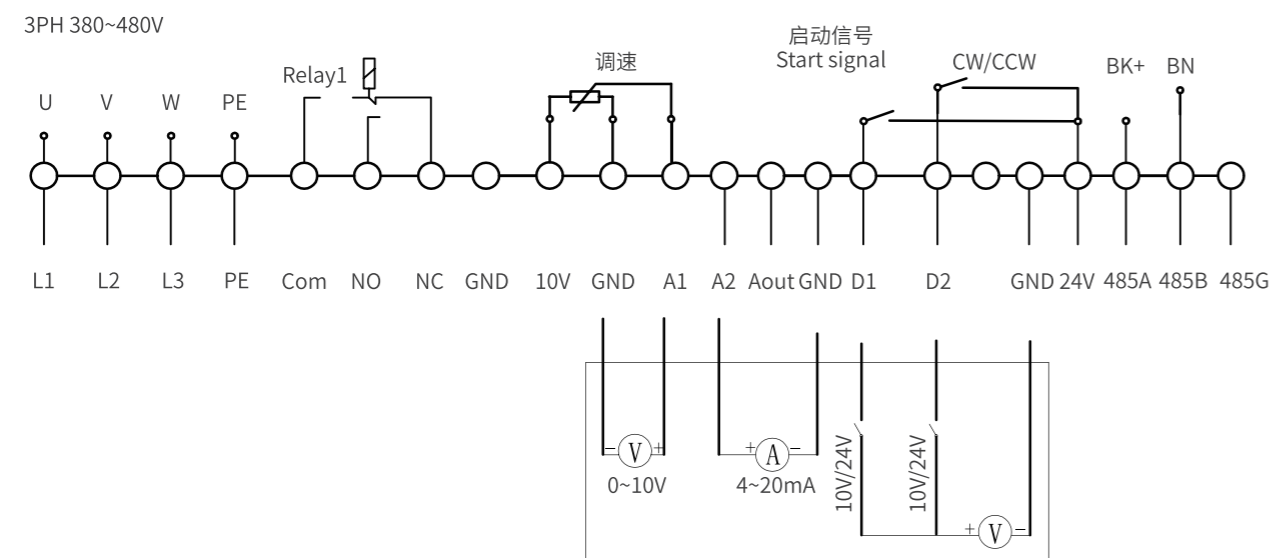 3PH 380~480V
启动信号
Relay1
调速
Start signal
CW/CCW
BK+
BN
U
V
W
PE
L1
L2
L3
PE
Com
NO
NC
GND
10V
GND
A1
A2
Aout
GND
D1
D2
GND
24V
485A
485B
485G
− V +
+ A −
0~10V
4~20mA
10V/24V
10V/24V
+ V −